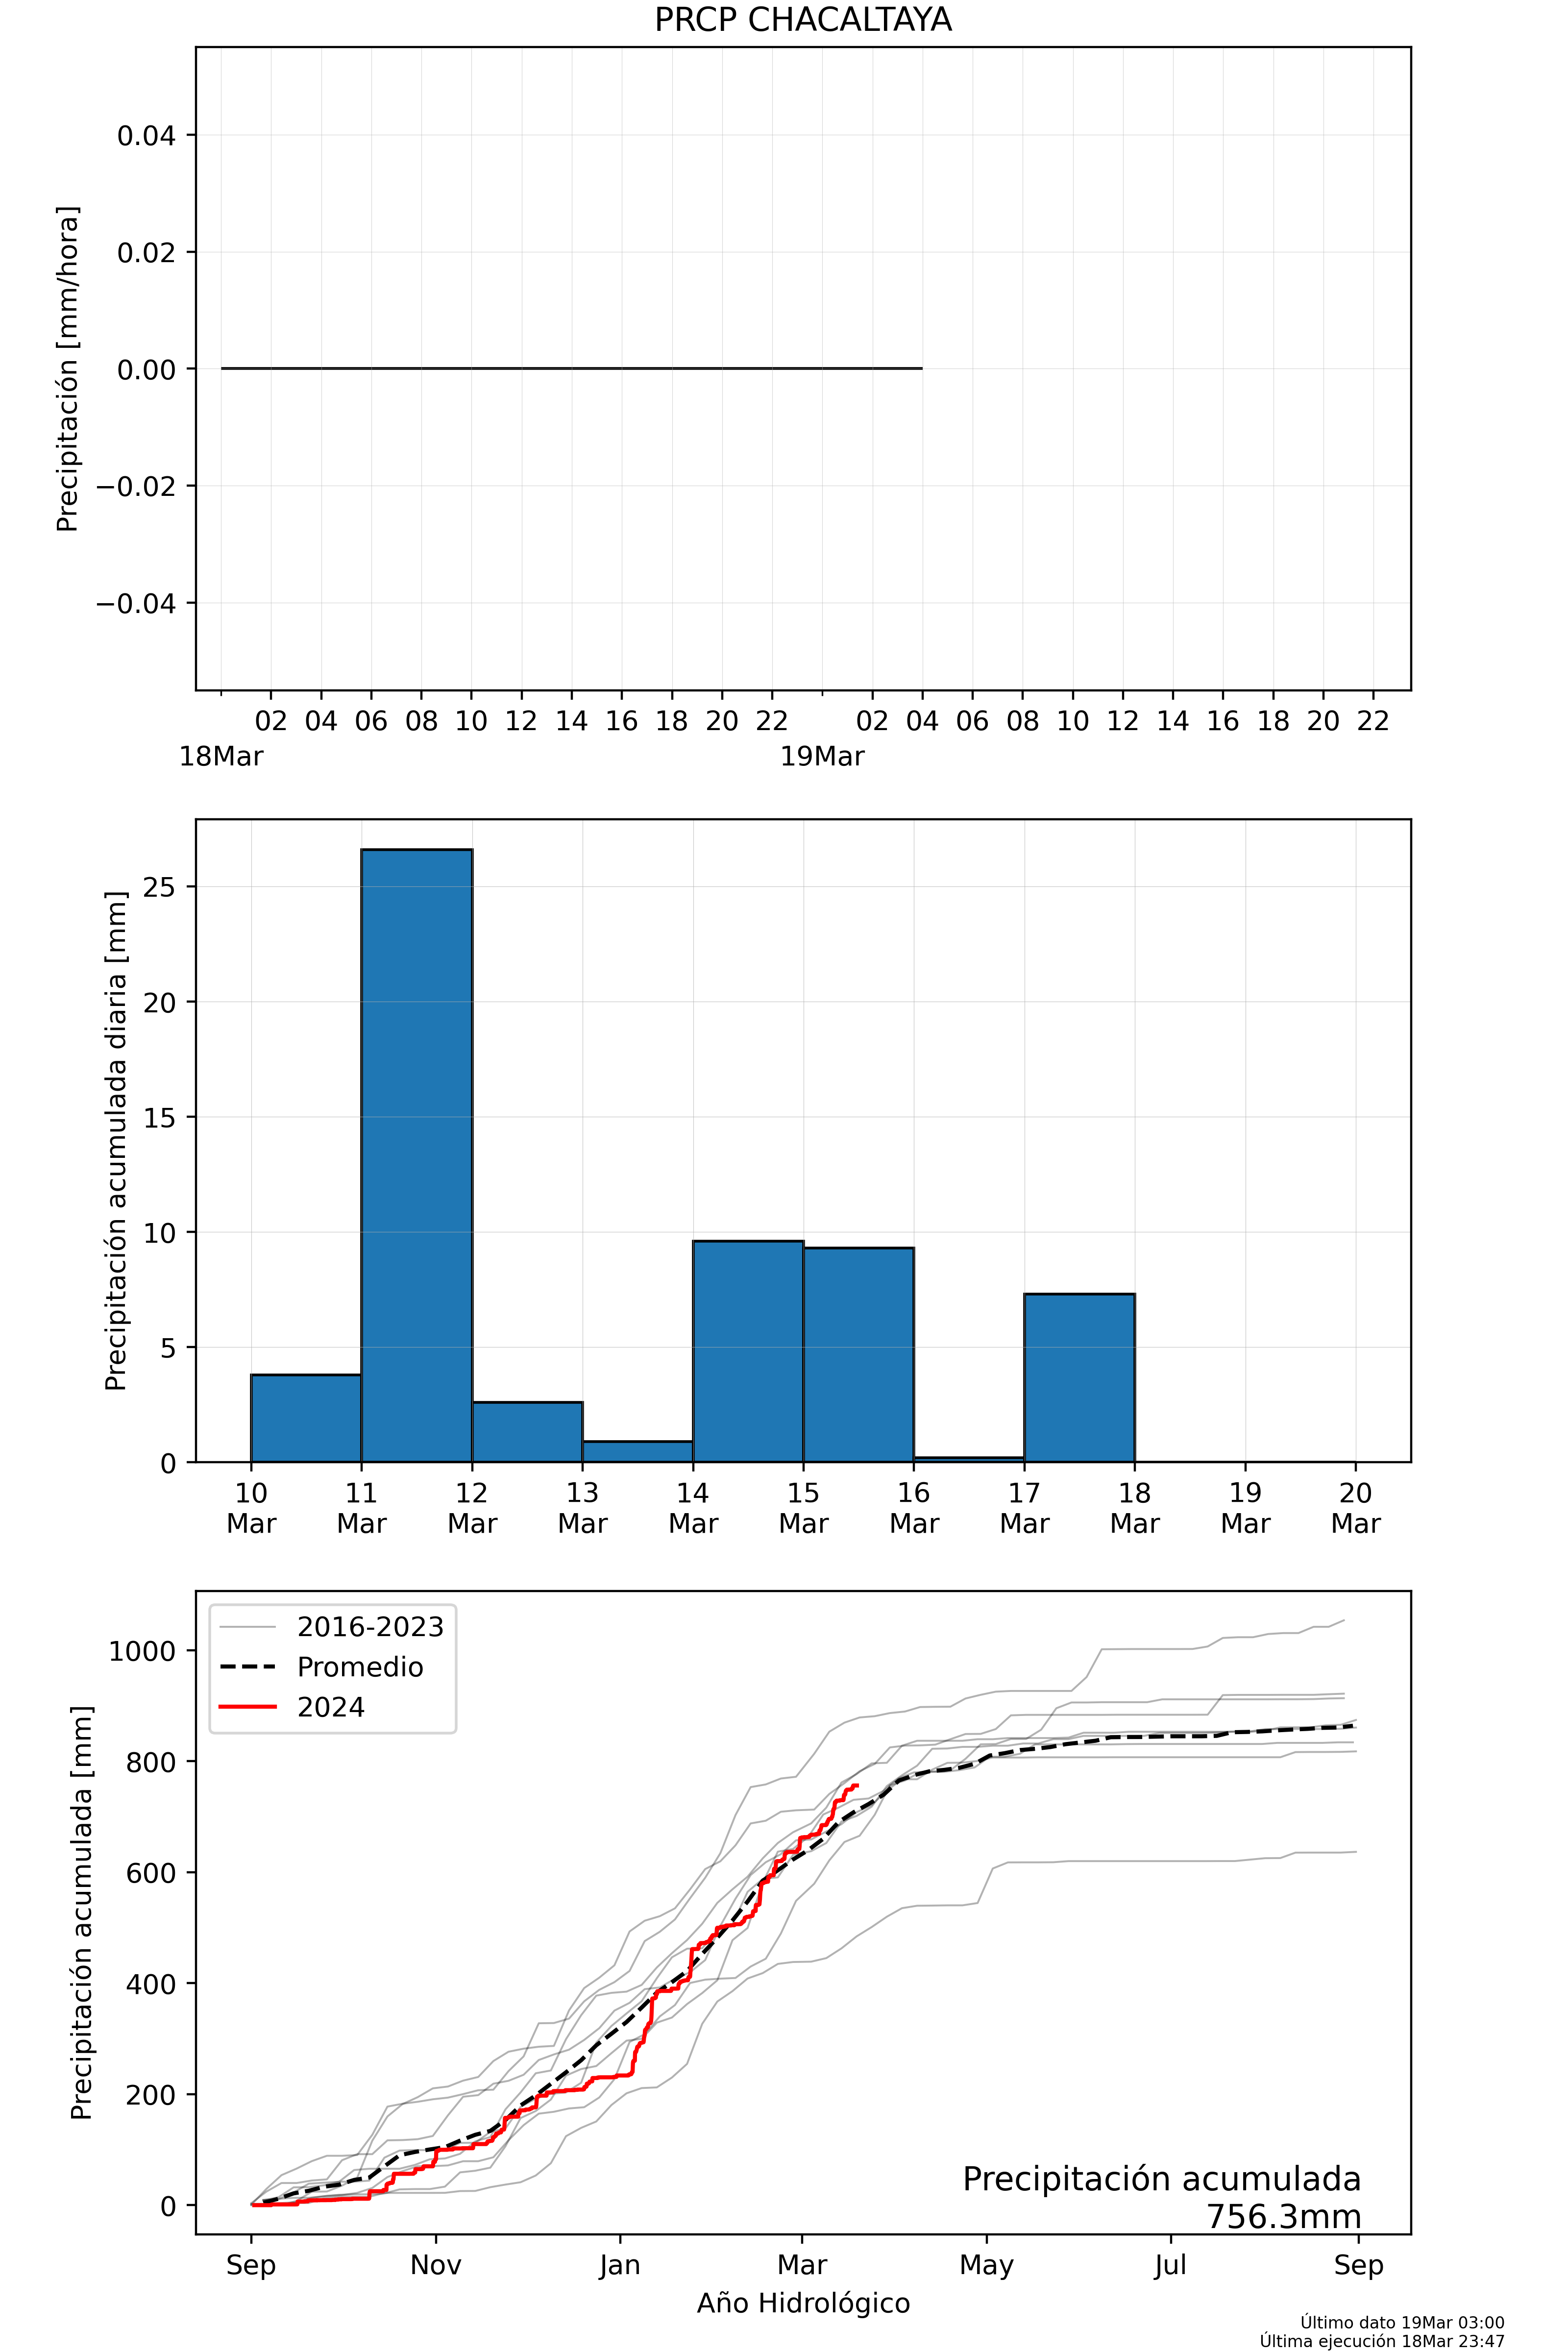 PRCP CHACALTAYA
Precipitación [mm/hora]
0.04
0.02
0.00
−0.02
−0.04
02 04 06 08 10 12 14 16 18 20 22 02 04 06 08 10 12 14 16 18 20 22
18Mar 19Mar
Precipitación acumulada diaria [mm]
25
20
15
10
5
0
10 11 12 13 14 15 16 17 18 19 20
Mar Mar Mar Mar Mar Mar Mar Mar Mar Mar Mar
Precipitación acumulada [mm]
1000
800
600
400
200
0
2016-2023
Promedio
2024
Precipitación acumulada
756.3mm
Sep Nov Jan Mar May Jul Sep
Año Hidrológico
Último dato 19Mar 03:00
Última ejecución 18Mar 23:47